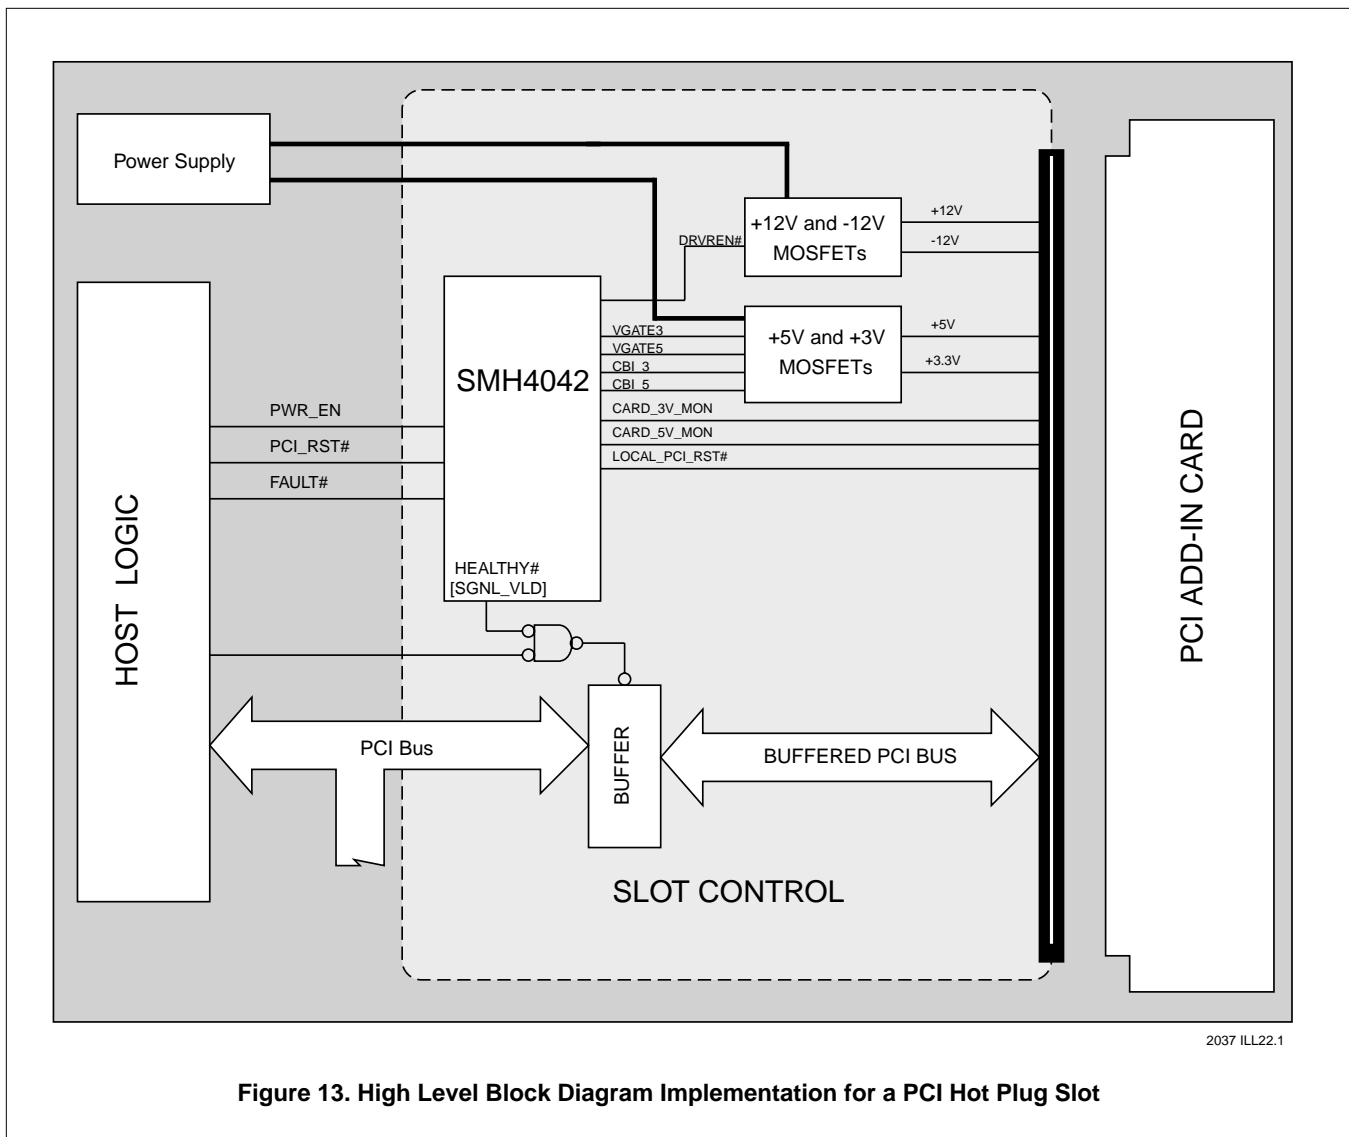 Power Supply
+12V and -12V
MOSFETs
+12V
-12V
DRVREN#
SMH4042
VGATE3
VGATE5
CBI_3
CBI_5
+5V and +3V
MOSFETs
+5V
+3.3V
CARD_3V_MON
CARD_5V_MON
LOCAL_PCI_RST#
PWR_EN
PCI_RST#
FAULT#
HEALTHY#
[SGNL_VLD]
HOST LOGIC
PCI Bus
BUFFER
BUFFERED PCI BUS
PCI ADD-IN CARD
SLOT CONTROL
2037 ILL22.1
Figure 13. High Level Block Diagram Implementation for a PCI Hot Plug Slot